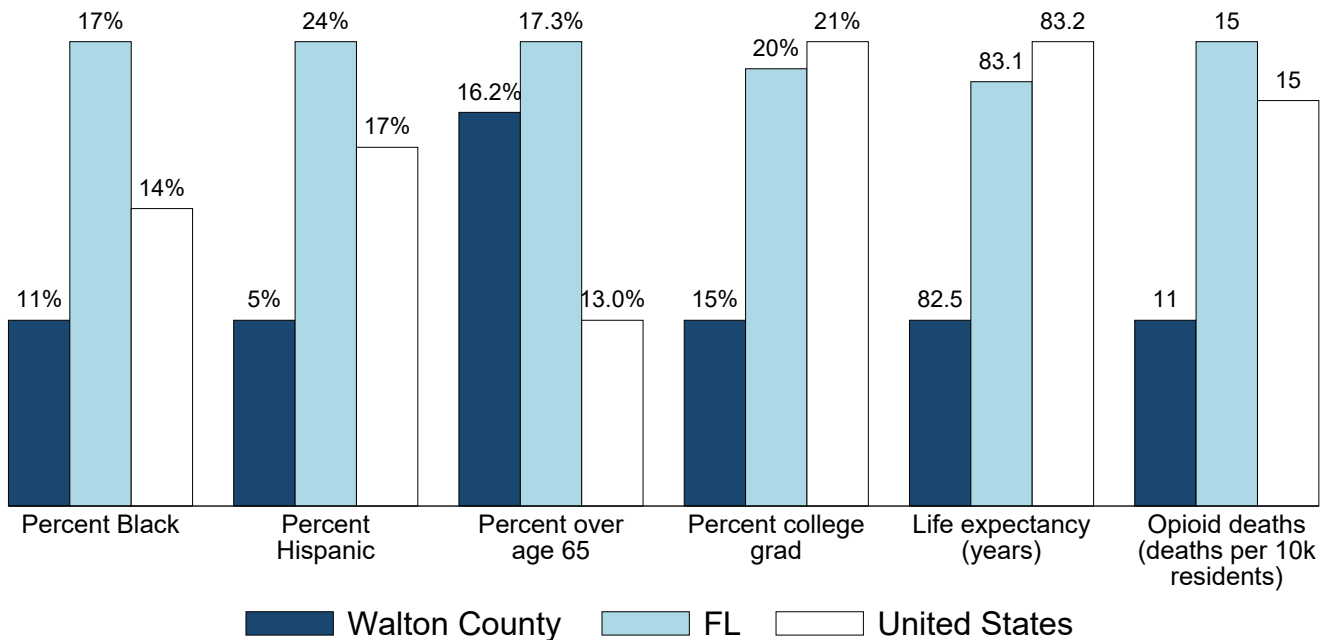 17% 24% 17.3% 20% 21% 83.1 83.2 15
16.2% 17% 15
14%
11% 5% 13.0% 15% 82.5 11
Percent Black
Percent
Hispanic
Percent over
age 65
Percent college
grad
Life expectancy
(years)
Opioid deaths
(deaths per 10k
residents)
Walton County FL United States